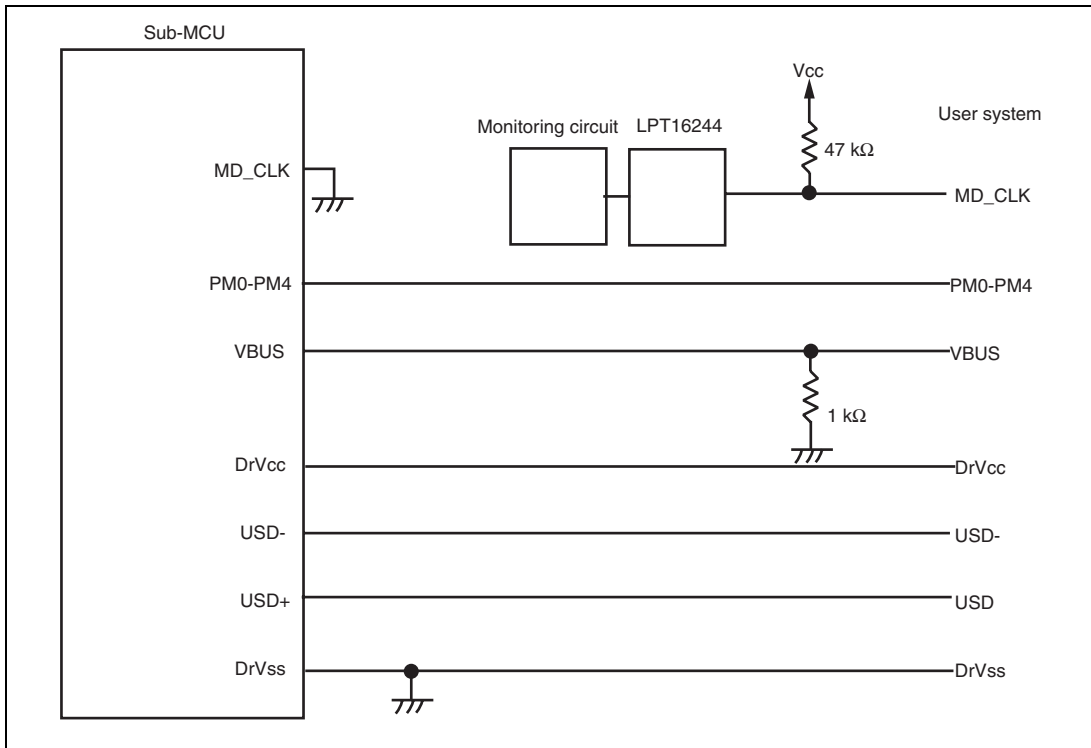 Sub-MCU
Vcc
User system
Monitoring circuit LPT16244
47 kΩ
MD_CLK
MD_CLK
PM0-PM4
PM0-PM4
VBUS
VBUS
1 kΩ
DrVcc
DrVcc
USD-
USD-
USD+
USD
DrVss
DrVss